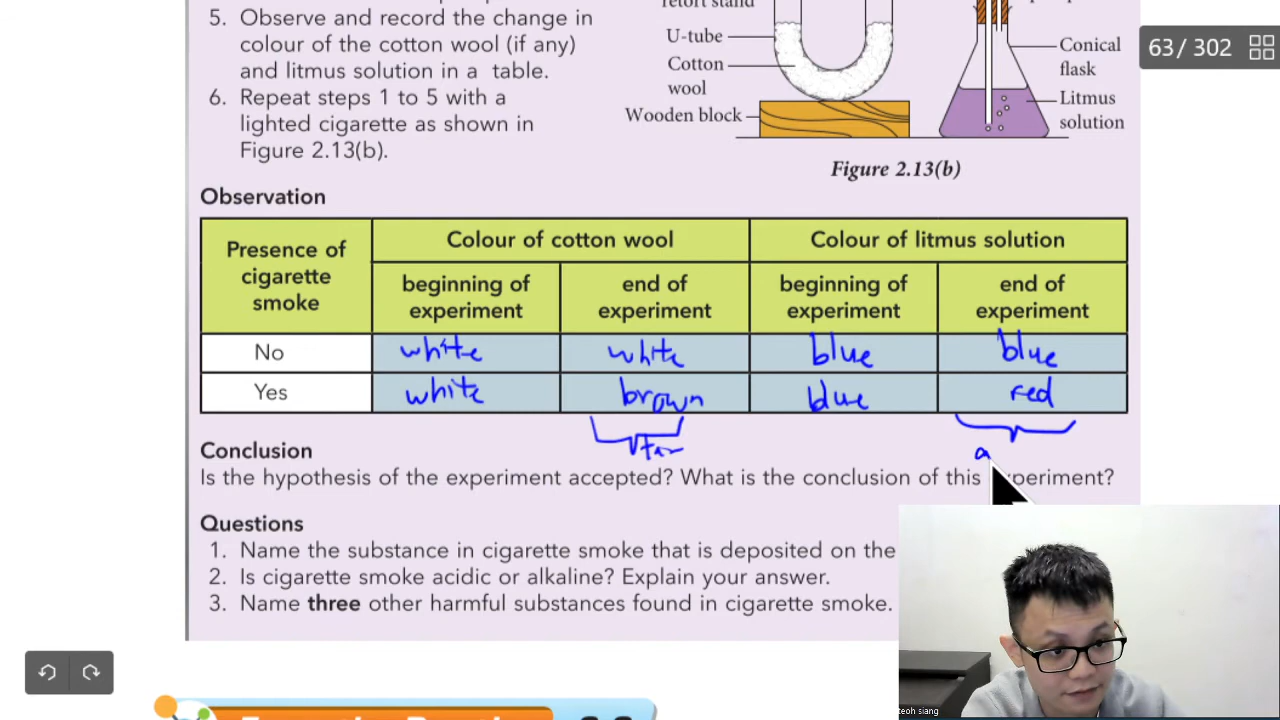 5. Observe and record the change in
colour of the cotton wool (if any)
and litmus solution in a table.
6. Repeat steps 1 to 5 with a
lighted cigarette as shown in
Figure 2.13(b).
retort stand
U-tube
Cotton
wool
Wooden block
Conical
flask
Litmus
solution
63 / 302
Figure 2.13(b)
Observation
Presence of
cigarette
smoke
Colour of cotton wool
Colour of litmus solution
beginning of
experiment
end of
experiment
beginning of
experiment
end of
experiment
No white white blue blue
Yes white brown blue red
tar
a
Conclusion
Is the hypothesis of the experiment accepted? What is the conclusion of this experiment?
Questions
1. Name the substance in cigarette smoke that is deposited on the
2. Is cigarette smoke acidic or alkaline? Explain your answer.
3. Name three other harmful substances found in cigarette smoke.
teoh siang